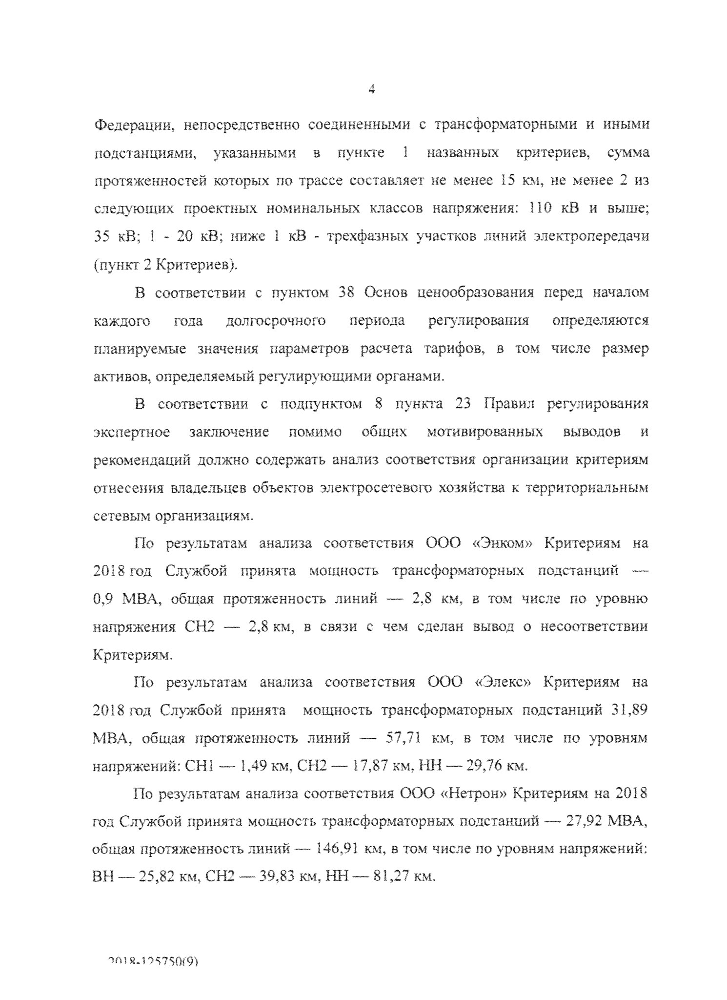 4
Федерации, непосредственно соединенными с трансформаторными и иными
подстанциями, указанными в пункте 1 названных критериев, сумма
протяженностей которых по трассе составляет не менее 15 км, не менее 2 из
следующих проектных номинальных классов напряжения: 110 кВ и выше;
35 кВ; 1 - 20 кВ; ниже 1 кВ - трехфазных участков линий электропередачи
(пункт 2 Критериев).
В соответствии с пунктом 38 Основ ценообразования перед началом
каждого года долгосрочного периода регулирования определяются
планируемые значения параметров расчета тарифов, в том числе размер
активов, определяемый регулирующими органами.
В соответствии с подпунктом 8 пункта 23 Правил регулирования
экспертное заключение помимо общих мотивированных выводов и
рекомендаций должно содержать анализ соответствия организации критериям
отнесения владельцев объектов электросетевого хозяйства к территориальным
сетевым организациям.
По результатам анализа соответствия ООО «Энком» Критериям на
2018 год Службой принята мощность трансформаторных подстанций —
0,9 МВА, общая протяженность линий — 2,8 км, в том числе по уровню
напряжения СН2 — 2,8 км, в связи с чем сделан вывод о несоответствии
Критериям.
По результатам анализа соответствия ООО «Элекс» Критериям на
2018 год Службой принята мощность трансформаторных подстанций 31,89
МВА, общая протяженность линий — 57,71 км, в том числе по уровням
напряжений: СН1 — 1,49 км, СН2 — 17,87 км, НН — 29,76 км.
По результатам анализа соответствия ООО «Нетрон» Критериям на 2018
год Службой принята мощность трансформаторных подстанций — 27,92 МВА,
общая протяженность линий — 146,91 км, в том числе по уровням напряжений:
ВН — 25,82 км, СН2 — 39,83 км, НН — 81,27 км.
2018-125750(9)